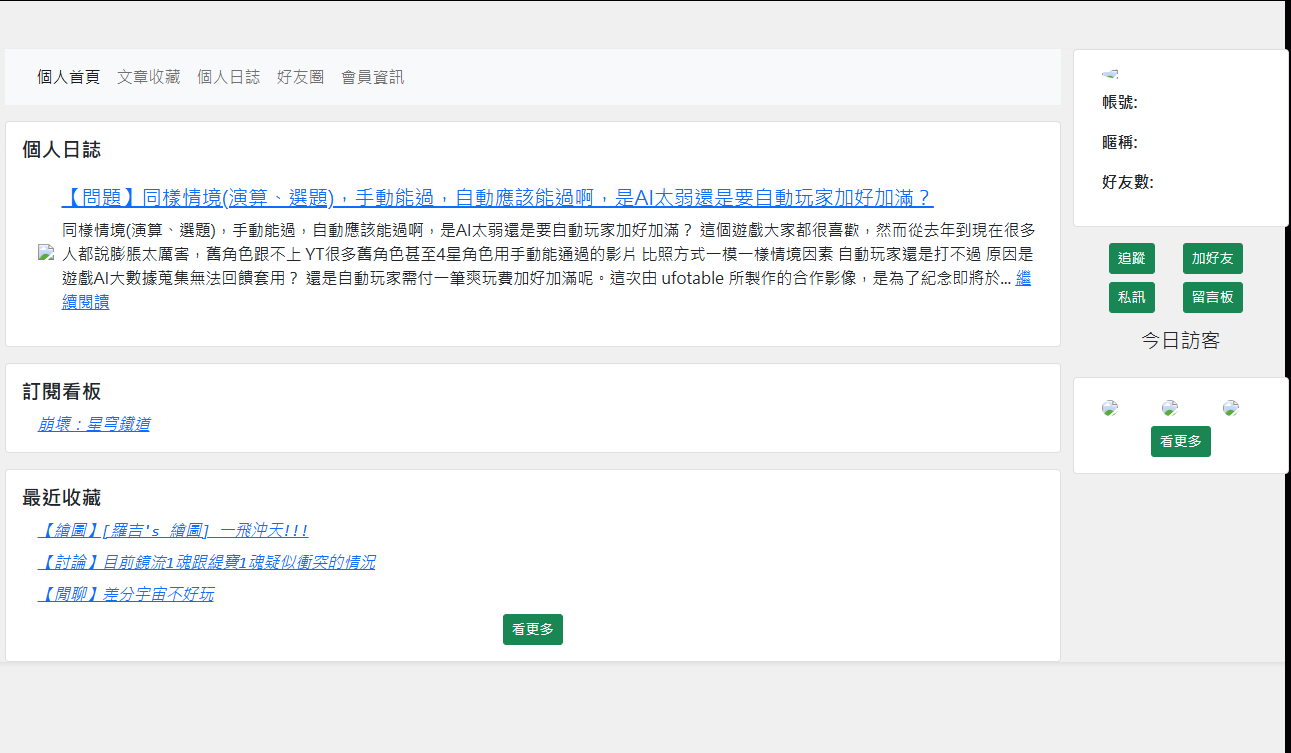 個人首頁 文章收藏 個人日誌 好友圈 會員資訊
個人日誌
【問題】同樣情境(演算、選題)，手動能過，自動應該能過啊，是AI太弱還是要自動玩家加好加滿？
同樣情境(演算、選題)，手動能過，自動應該能過啊，是AI太弱還是要自動玩家加好加滿？ 這個遊戲大家都很喜歡，然而從去年到現在很多
人都說膨脹太厲害，舊角色跟不上 YT很多舊角色甚至4星角色用手動能通過的影片 比照方式一模一樣情境因素 自動玩家還是打不過 原因是
遊戲AI大數據蒐集無法回饋套用？ 還是自動玩家需付一筆爽玩費加好加滿呢。這次由 ufotable 所製作的合作影像，是為了紀念即將於... 繼
續閱讀
訂閱看板
崩壞：星穹鐵道
最近收藏
【繪圖】[羅吉's 繪圖] 一飛沖天!!!
【討論】目前鏡流1魂跟緹寶1魂疑似衝突的情況
【閒聊】差分宇宙不好玩
看更多
帳號:
暱稱:
好友數:
追蹤 加好友
私訊 留言板
今日訪客
看更多